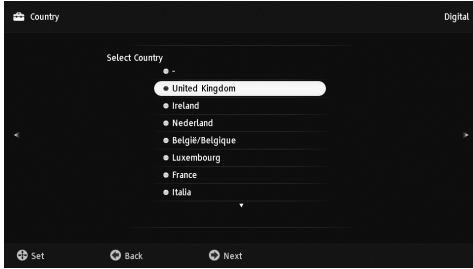 Country
Digital
Select Country
-
United Kingdom
Ireland
Nederland
België/Belgique
Luxembourg
France
Italia
Set
Back
Next